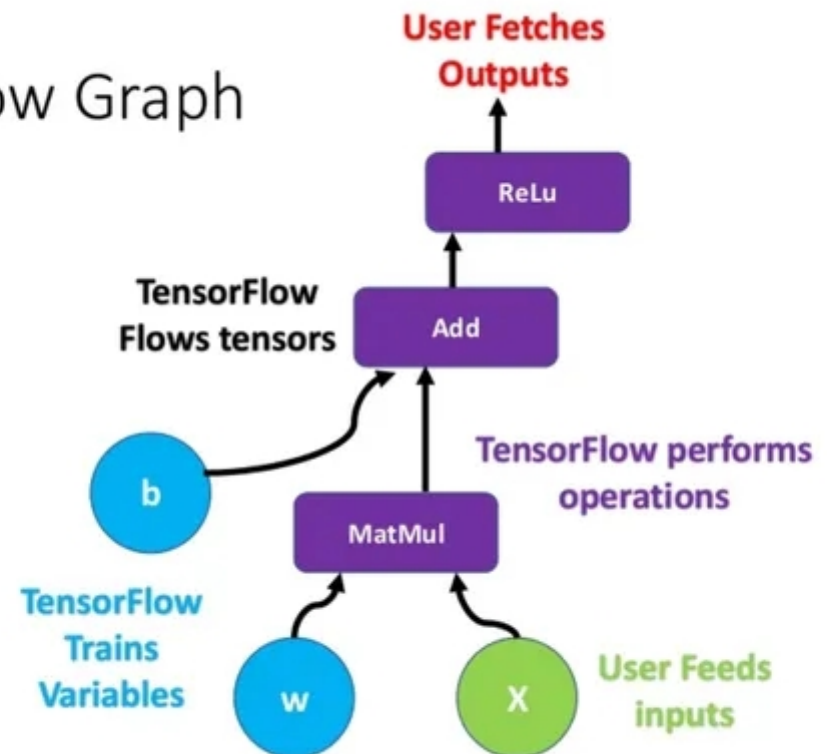 User Fetches
Outputs
ow Graph
ReLu
TensorFlow
Flows tensors
Add
TensorFlow performs
operations
b
MatMul
TensorFlow
Trains
Variables
w
X
User Feeds
inputs